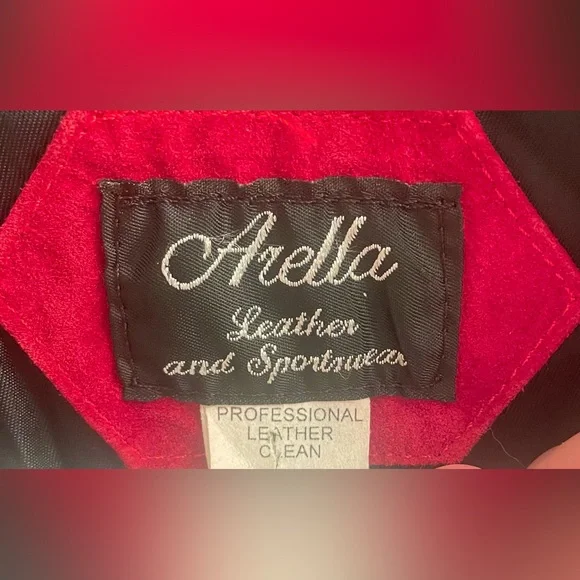 Arella
Leather
and Sportswear
PROFESSIONAL
LEATHER
CLEAN